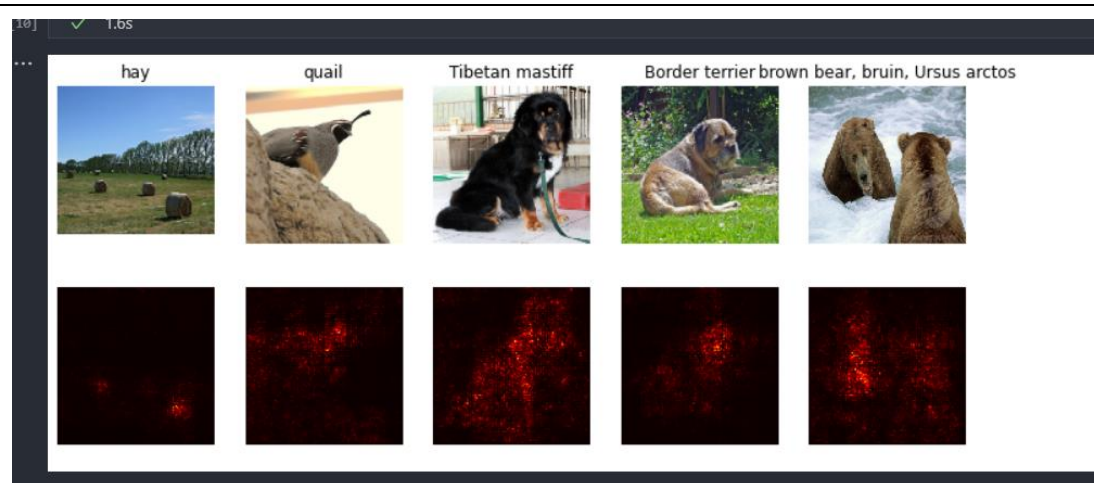 [10] ✓ 1.6s
...
hay
quail
Tibetan mastiff
Border terrier
brown bear, bruin, Ursus arctos